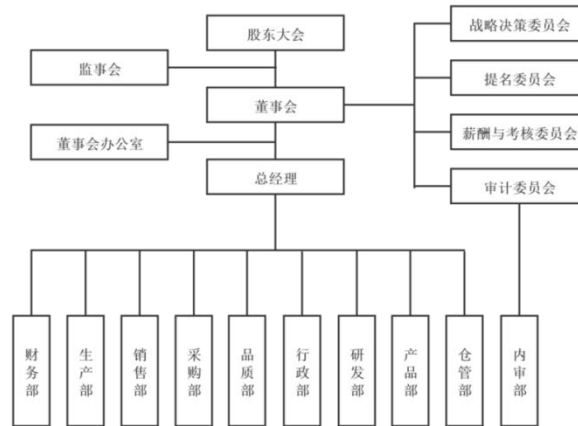 股东大会
战略决策委员会
监事会
提名委员会
董事会
薪酬与考核委员会
董事会办公室
总经理
审计委员会
财务部
生产部
销售部
采购部
品质部
行政部
研发部
产品部
仓管部
内审部